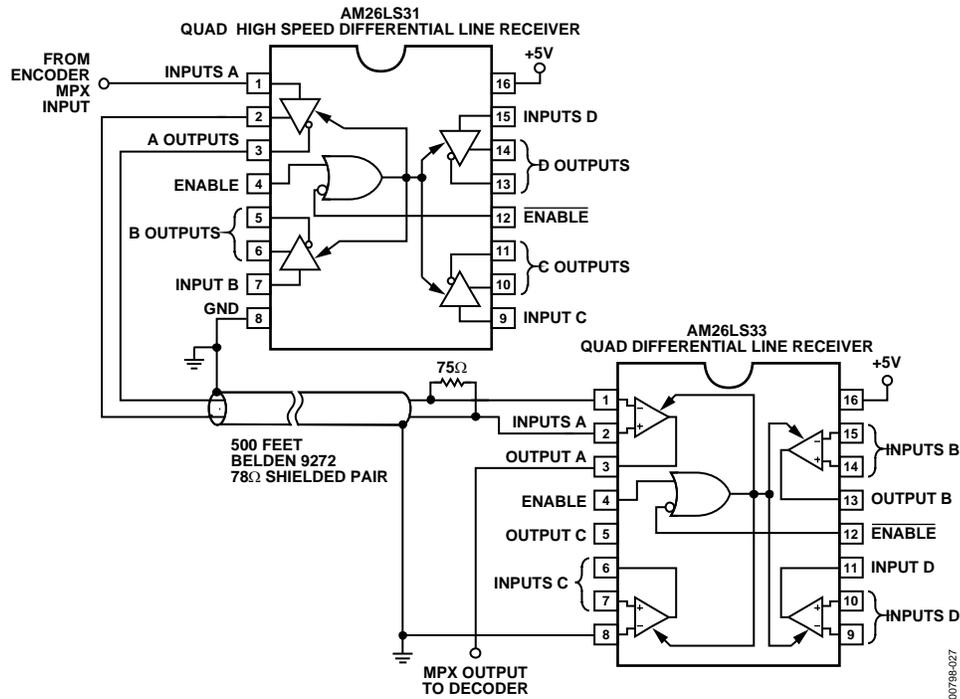 AM26LS31
QUAD HIGH SPEED DIFFERENTIAL LINE RECEIVER
FROM
ENCODER
MPX
INPUT
INPUTS A
A OUTPUTS
ENABLE
B OUTPUTS
INPUT B
GND
1
2
3
4
5
6
7
8
+5V
16
15
14
13
12
11
10
9
INPUTS D
D OUTPUTS
ENABLE
C OUTPUTS
INPUT C
75Ω
500 FEET
BELDEN 9272
78Ω SHIELDED PAIR
AM26LS33
QUAD DIFFERENTIAL LINE RECEIVER
INPUTS A
OUTPUT A
ENABLE
OUTPUT C
INPUTS C
1
2
3
4
5
6
7
8
− +
+ −
− +
+ −
+5V
16
15
14
13
12
11
10
9
INPUTS B
OUTPUT B
ENABLE
INPUT D
INPUTS D
MPX OUTPUT
TO DECODER
00798-027